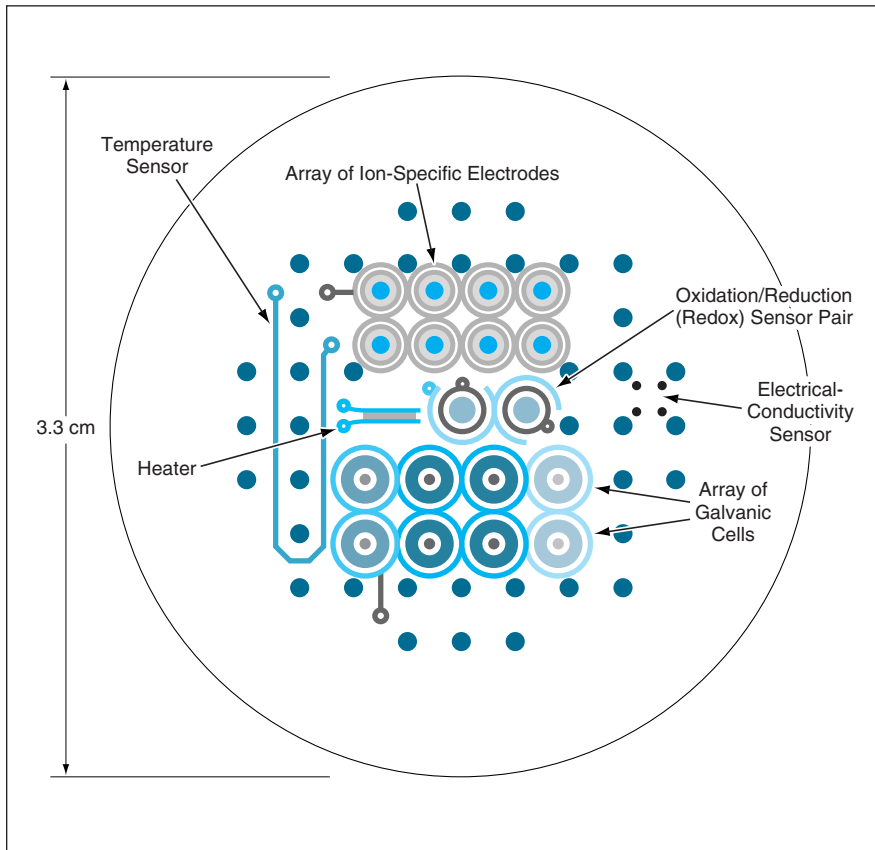 Temperature
Sensor
Array of Ion-Specific Electrodes
Oxidation/Reduction
(Redox) Sensor Pair
Electrical-
Conductivity
Sensor
3.3 cm
Heater
Array of
Galvanic
Cells